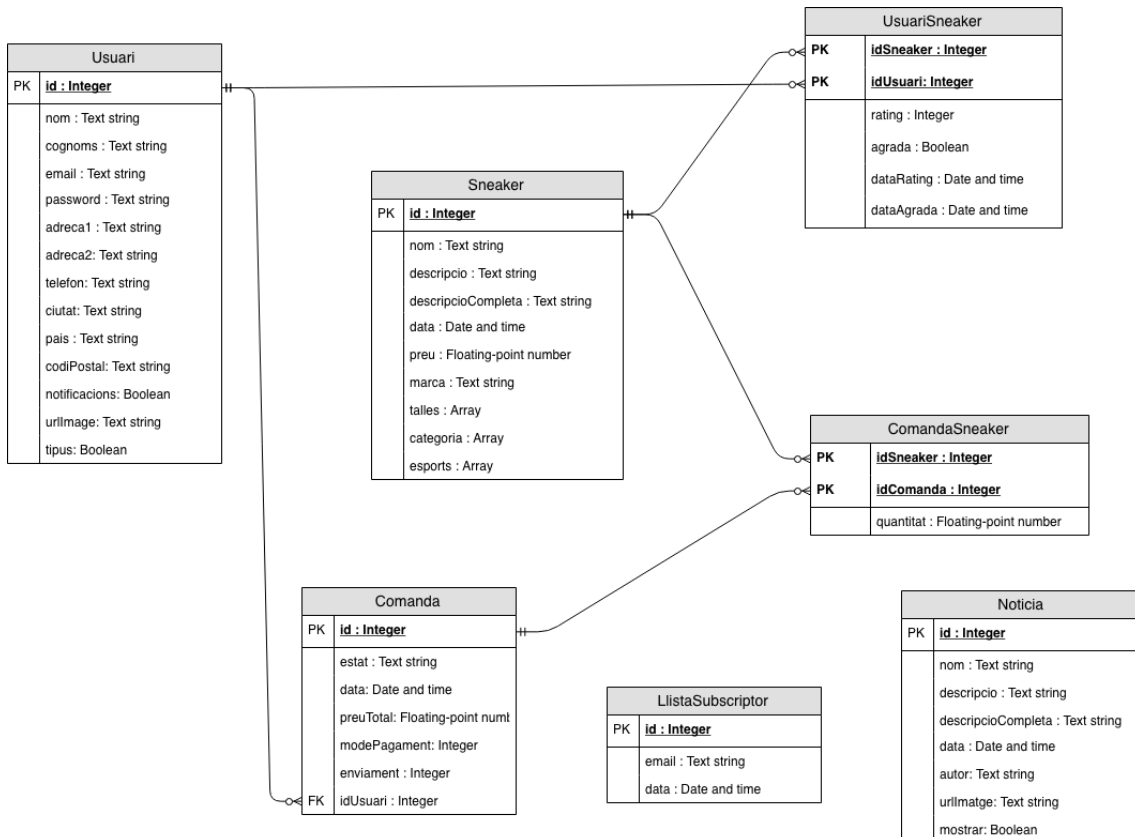 Usuari
PK id : Integer
nom : Text string
cognoms : Text string
email : Text string
password : Text string
adreca1 : Text string
adreca2: Text string
telefon: Text string
ciutat: Text string
pais : Text string
codiPostal: Text string
notificacions: Boolean
urlImage: Text string
tipus: Boolean
UsuariSneaker
PK idSneaker : Integer
PK idUsuari: Integer
rating : Integer
agrada : Boolean
dataRating : Date and time
dataAgrada : Date and time
Sneaker
PK id : Integer
nom : Text string
descripcio : Text string
descripcioCompleta : Text string
data : Date and time
preu : Floating-point number
marca : Text string
talles : Array
categoria : Array
esports : Array
ComandaSneaker
PK idSneaker : Integer
PK idComanda : Integer
quantitat : Floating-point number
Comanda
PK id : Integer
estat : Text string
data: Date and time
preuTotal: Floating-point numb
modePagament: Integer
enviament : Integer
FK idUsuari : Integer
LlistaSubscriptor
PK id : Integer
email : Text string
data : Date and time
Noticia
PK id : Integer
nom : Text string
descripcio : Text string
descripcioCompleta : Text string
data : Date and time
autor: Text string
urlImatge: Text string
mostrar: Boolean